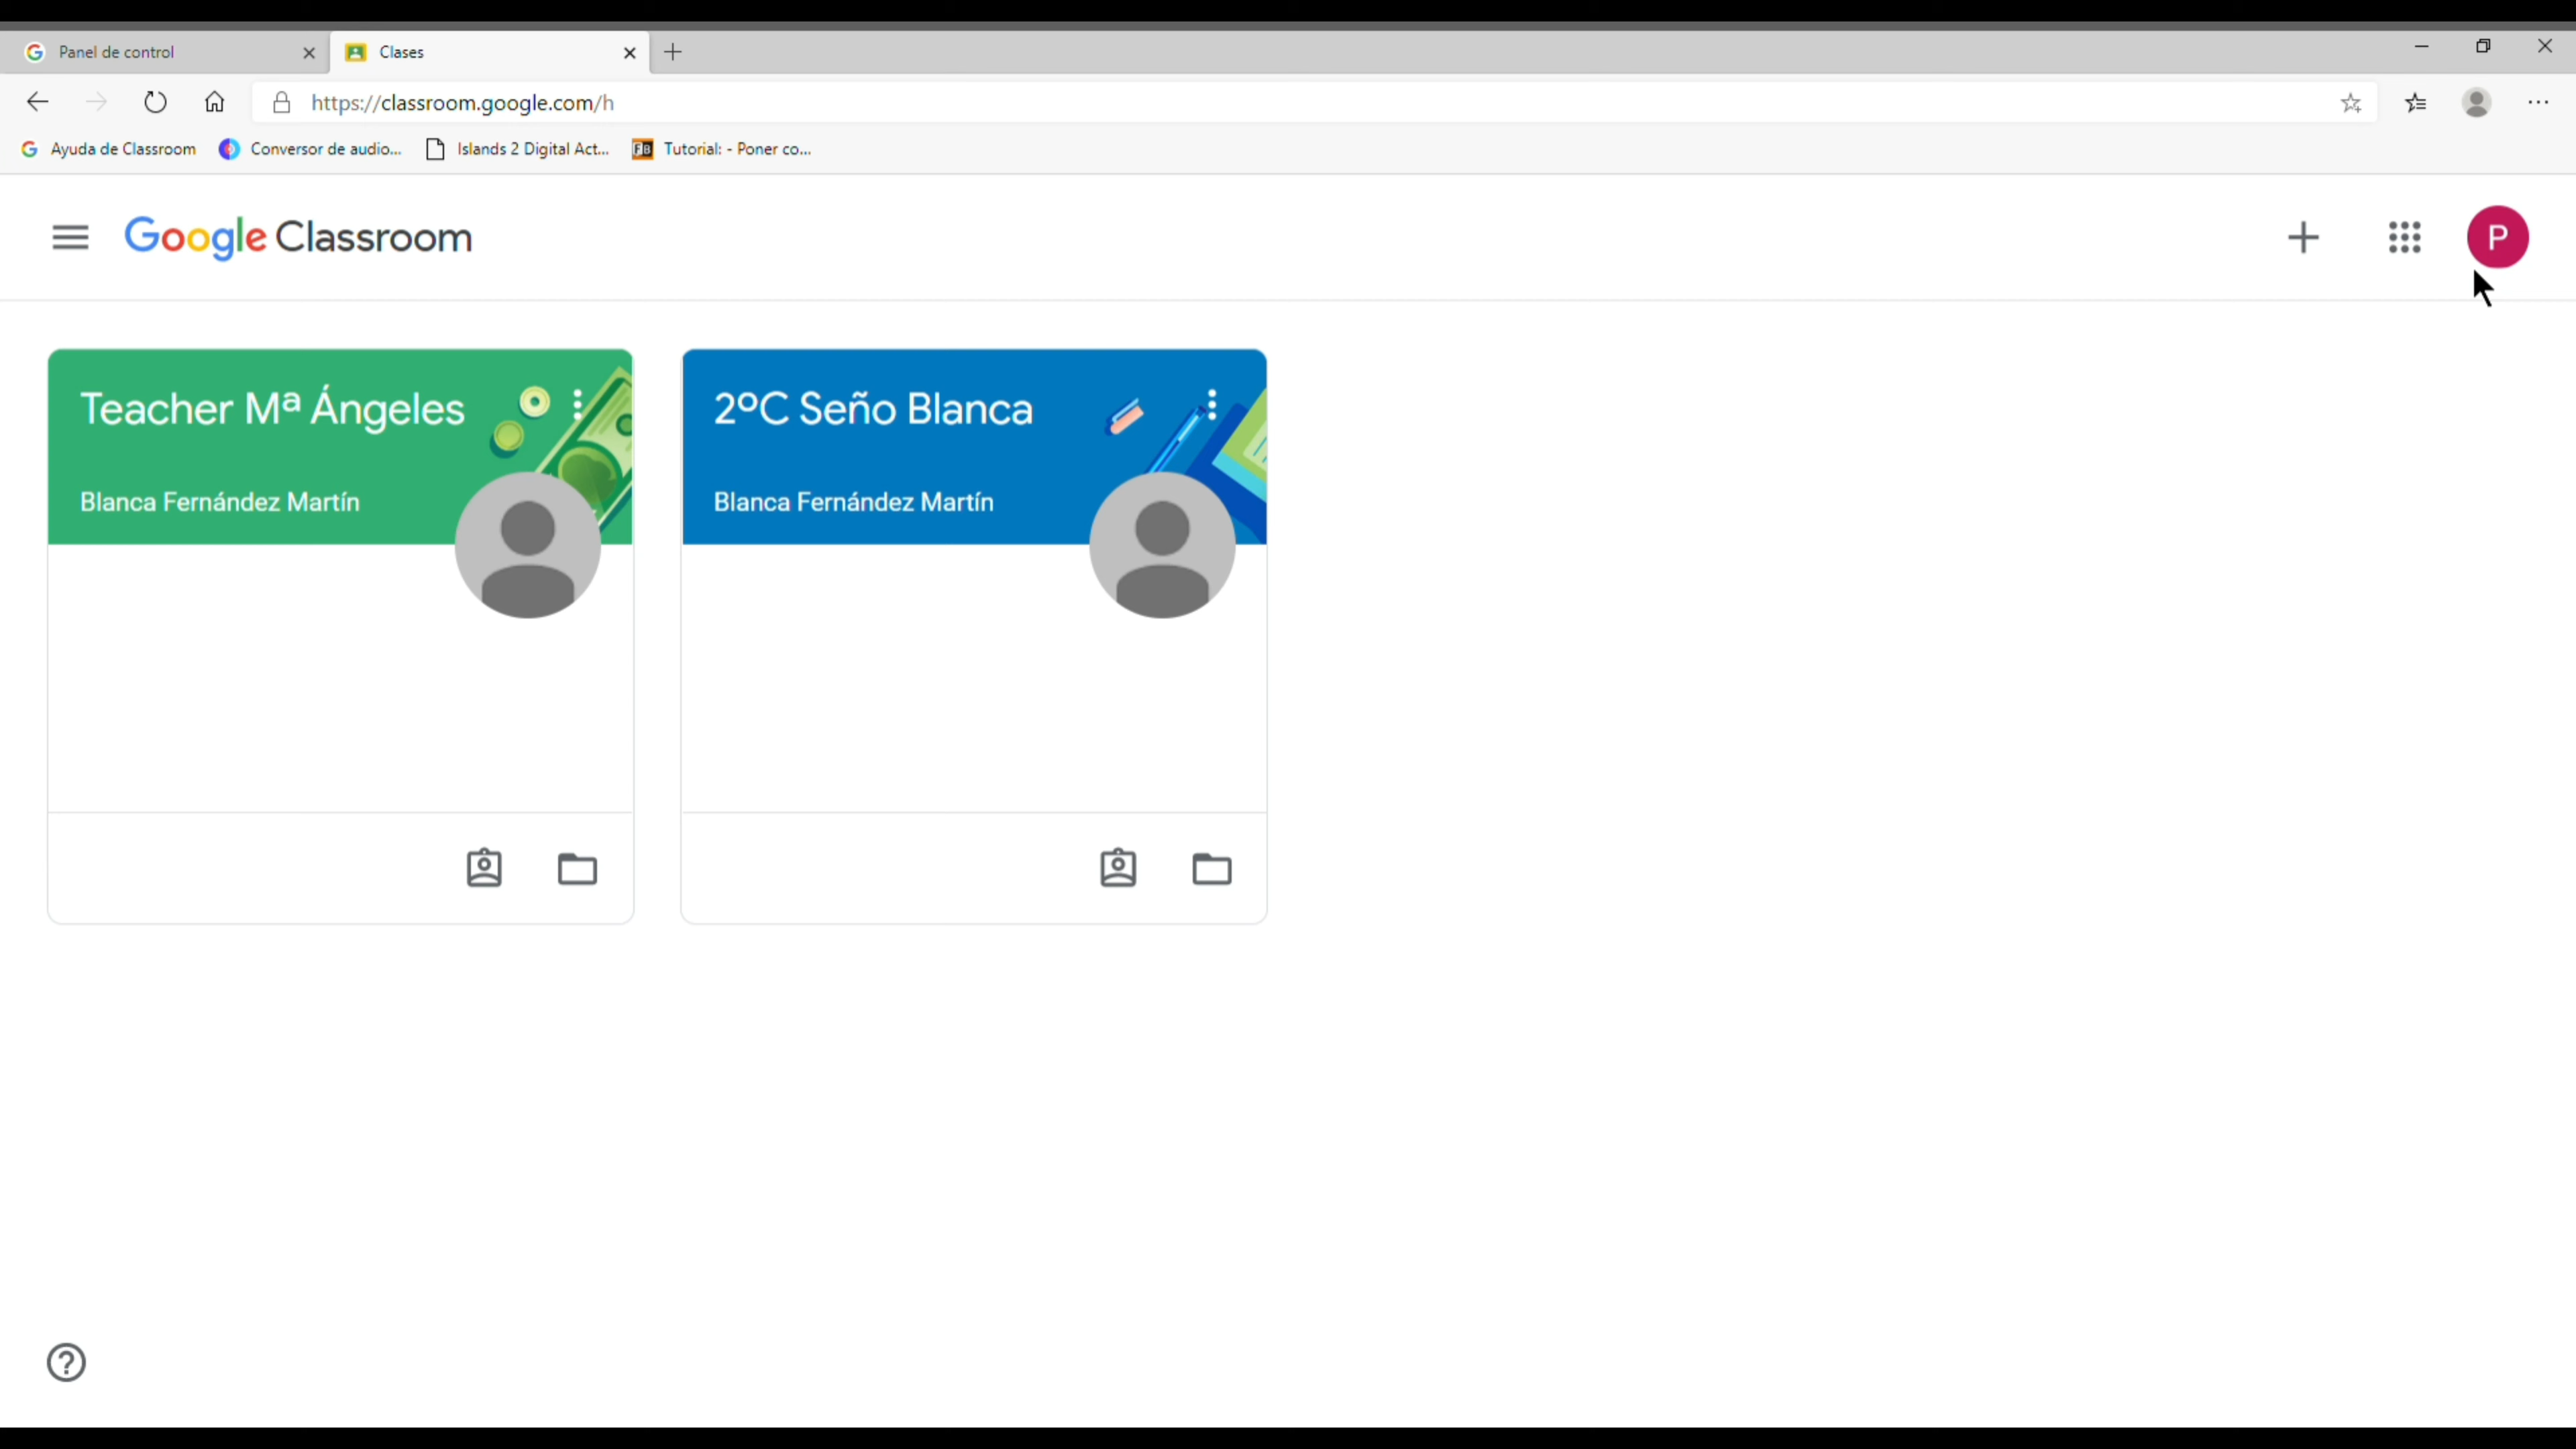 Panel de control
Clases
https://classroom.google.com/h
Ayuda de Classroom
Conversor de audio...
Islands 2 Digital Act...
FB
Tutorial: - Poner co...
Google Classroom
P
Teacher Mª Ángeles
Blanca Fernández Martín
2ºC Seño Blanca
Blanca Fernández Martín